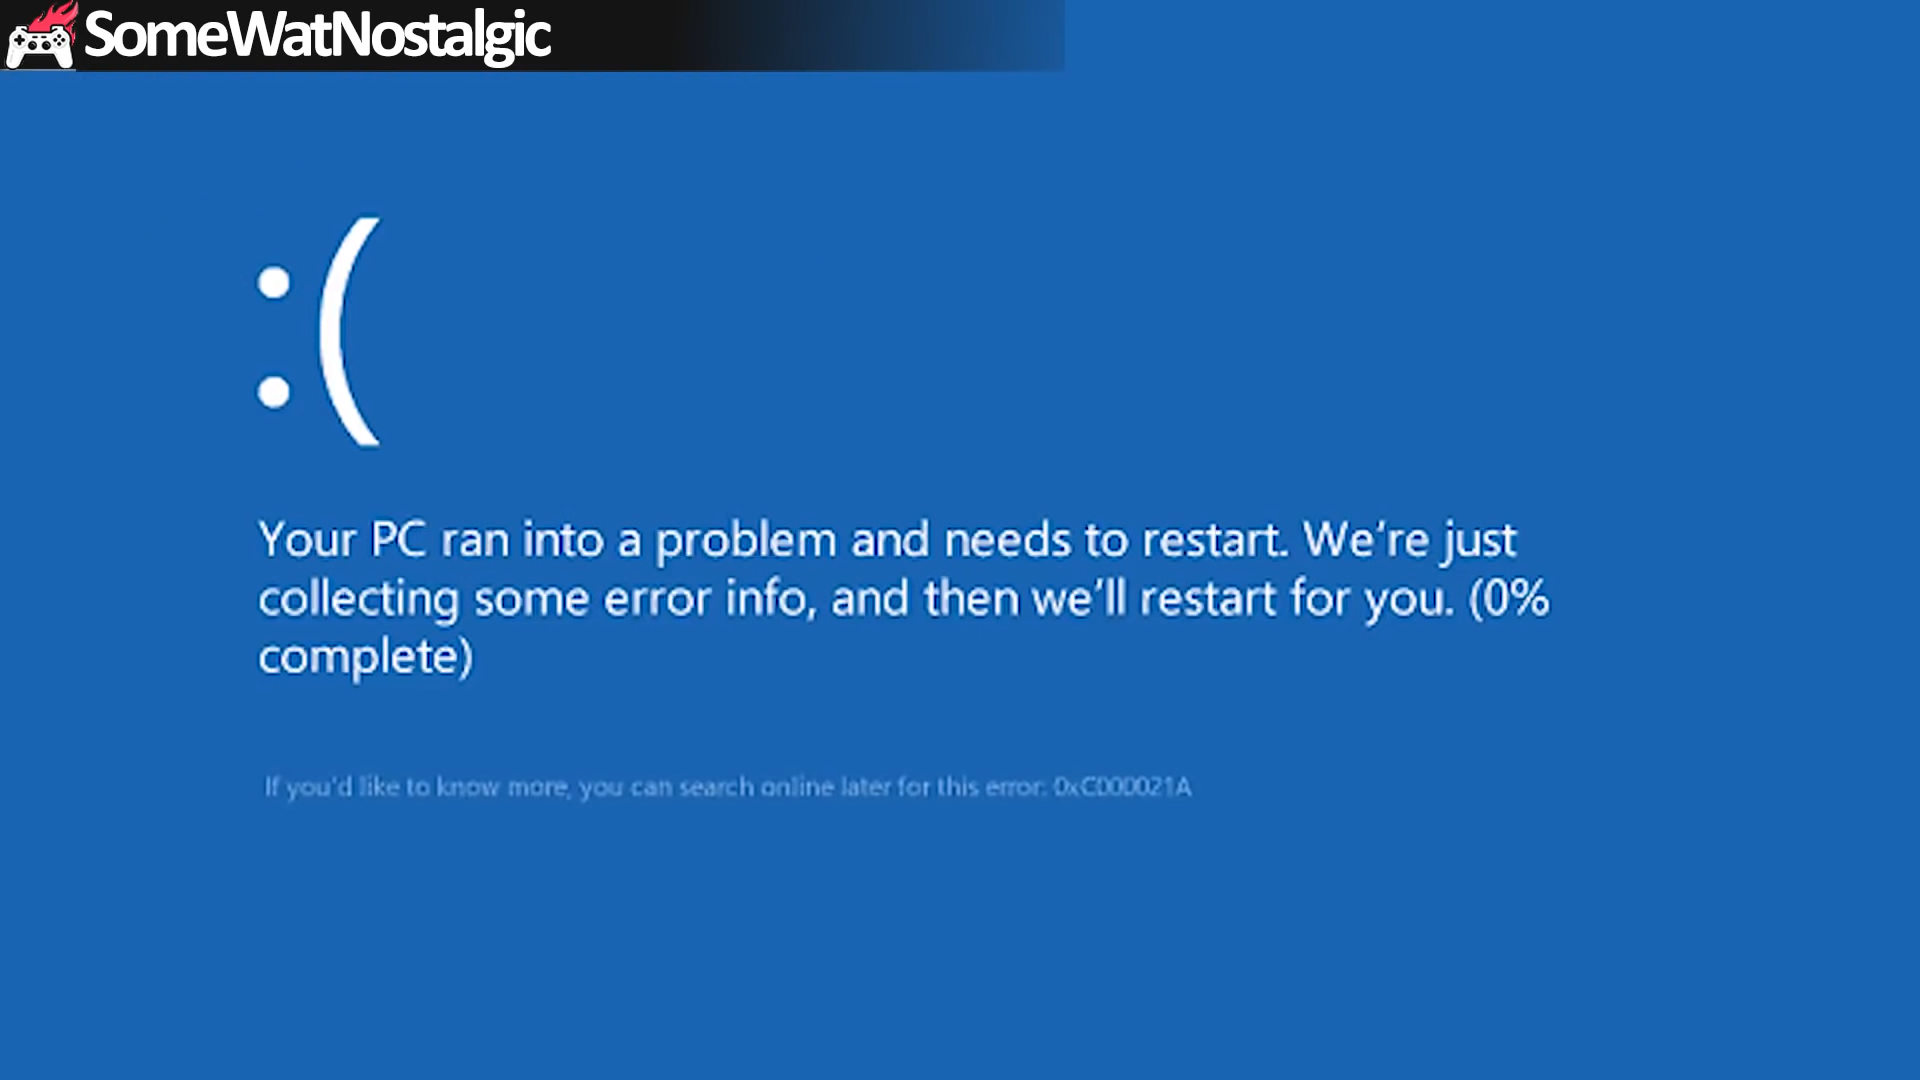 SomeWatNostalgic
:(
Your PC ran into a problem and needs to restart. We're just
collecting some error info, and then we'll restart for you. (0%
complete)
If you'd like to know more, you can search online later for this error: 0xC000021A